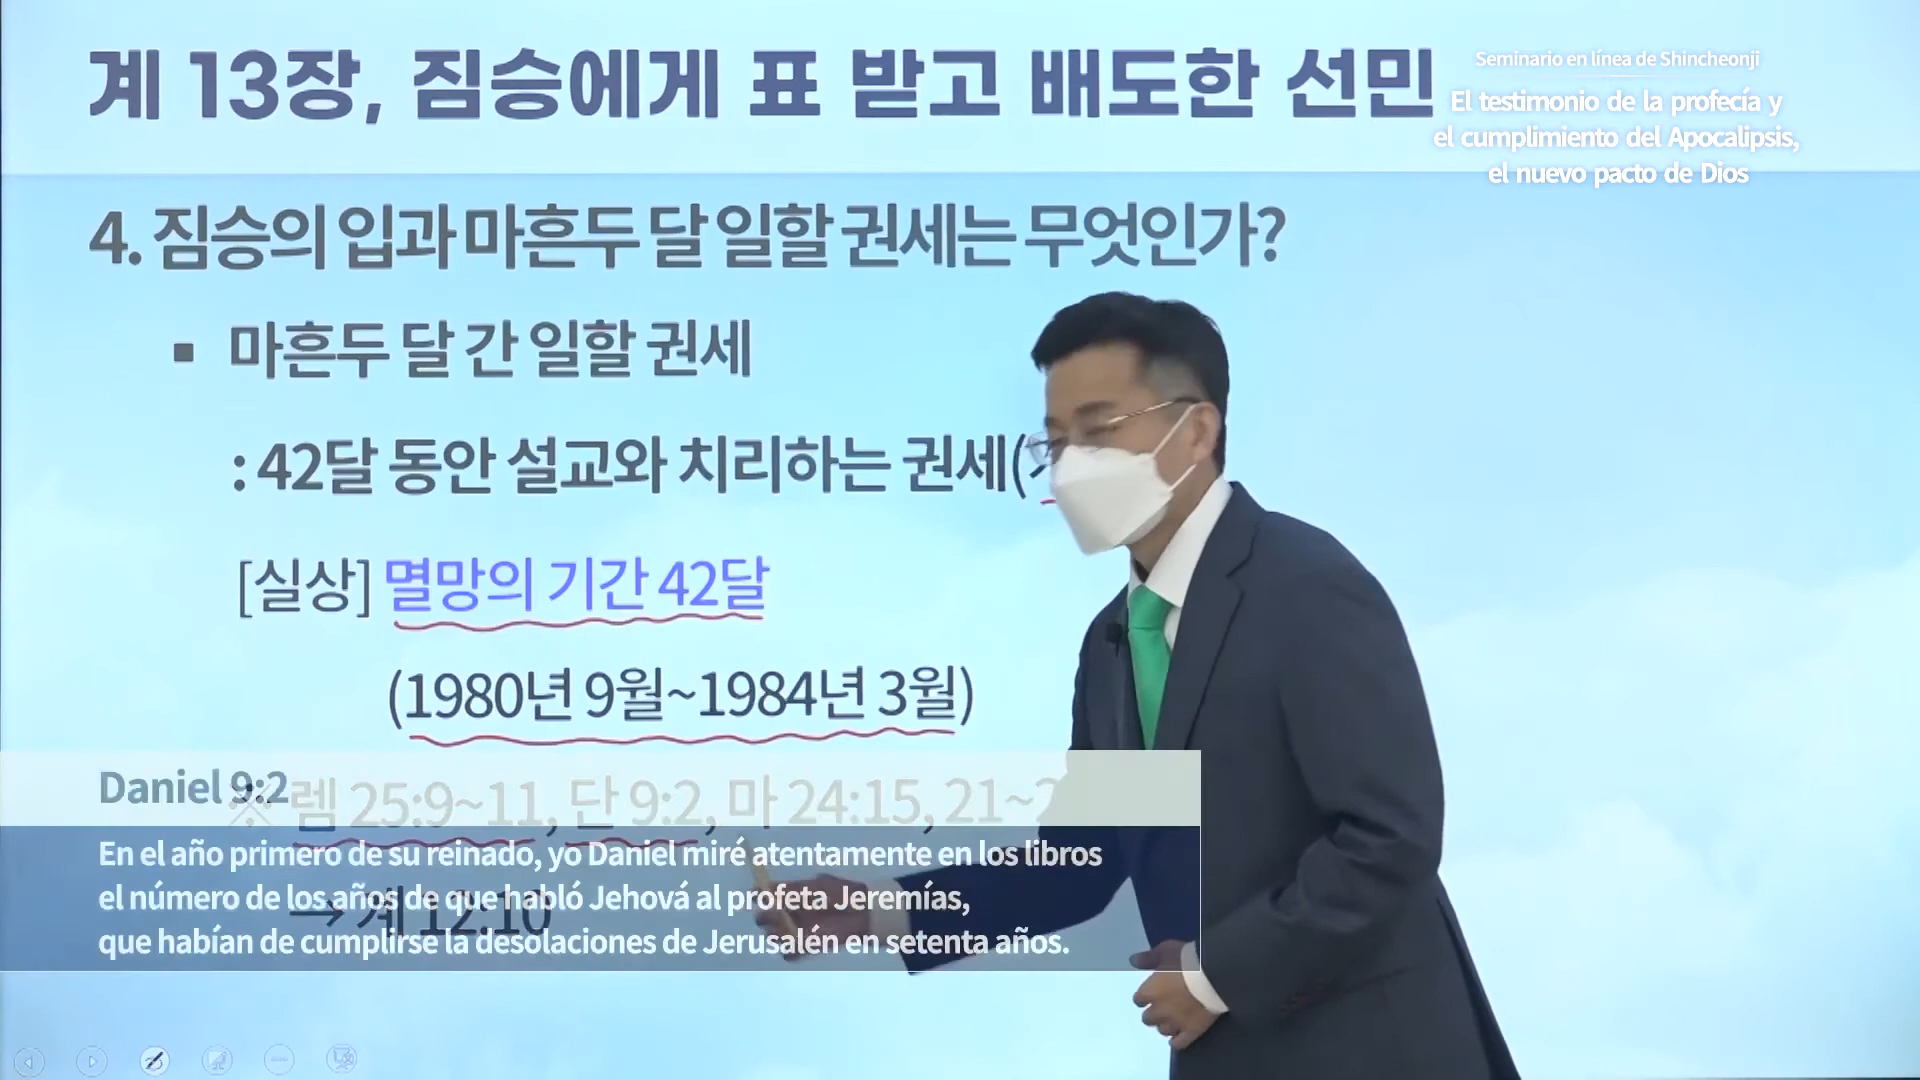 계 13장, 짐승에게 표 받고 배도한 선민
Seminario en línea de Shincheonji
El testimonio de la profecía y
el cumplimiento del Apocalipsis,
el nuevo pacto de Dios
4. 짐승의 입과 마흔두 달 일할 권세는 무엇인가?
▪ 마흔두 달 간 일할 권세
: 42달 동안 설교와 치리하는 권세(
[실상] 멸망의 기간 42달
(1980년 9월~1984년 3월)
Daniel 9:2
※ 렘 25:9~11, 단 9:2, 마 24:15, 21~2
En el año primero de su reinado, yo Daniel miré atentamente en los libros
el número de los años de que habló Jehová al profeta Jeremías,
que habían de cumplirse la desolaciones de Jerusalén en setenta años.
→ 계 12:10